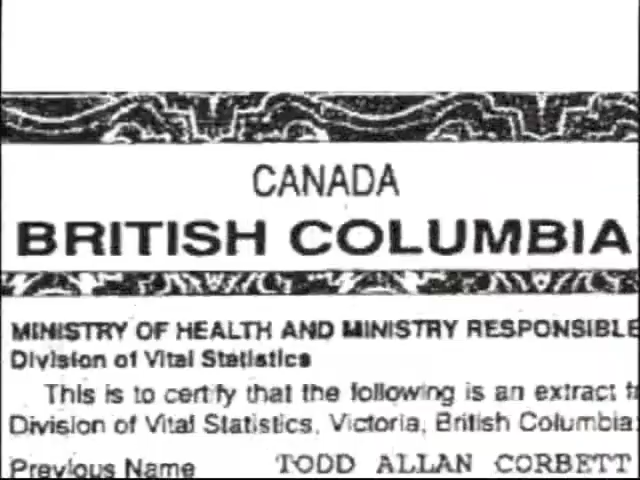 CANADA
BRITISH COLUMBIA
MINISTRY OF HEALTH AND MINISTRY RESPONSIBLE
Division of Vital Statistics
This is to certify that the following is an extract f
Division of Vital Statistics, Victoria, British Columbia
Previous Name TODD ALLAN CORBETT